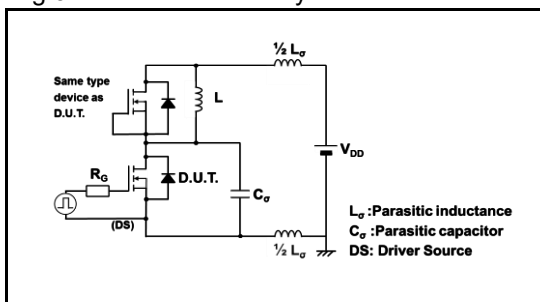 ½ Lσ
Same type
device as
D.U.T.
L
VDD
RG
D.U.T.
Cσ
(DS)
½ Lσ
Lσ :Parasitic inductance
Cσ :Parasitic capacitor
DS: Driver Source